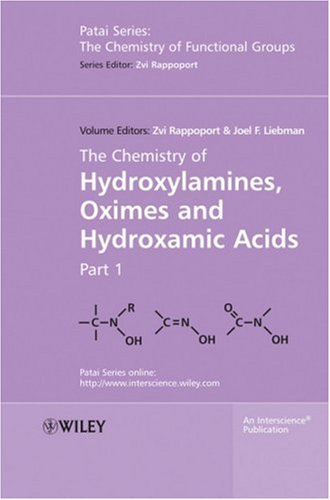 Patai Series:
The Chemistry of Functional Groups
Series Editor: Zvi Rappoport
Volume Editors: Zvi Rappoport & Joel F. Liebman
The Chemistry of
Hydroxylamines,
Oximes and
Hydroxamic Acids
Part 1
R
C N
OH
C=N
OH
O
C N
OH
Patai Series online:
http://www.interscience.wiley.com
WILEY
An Interscience®
Publication